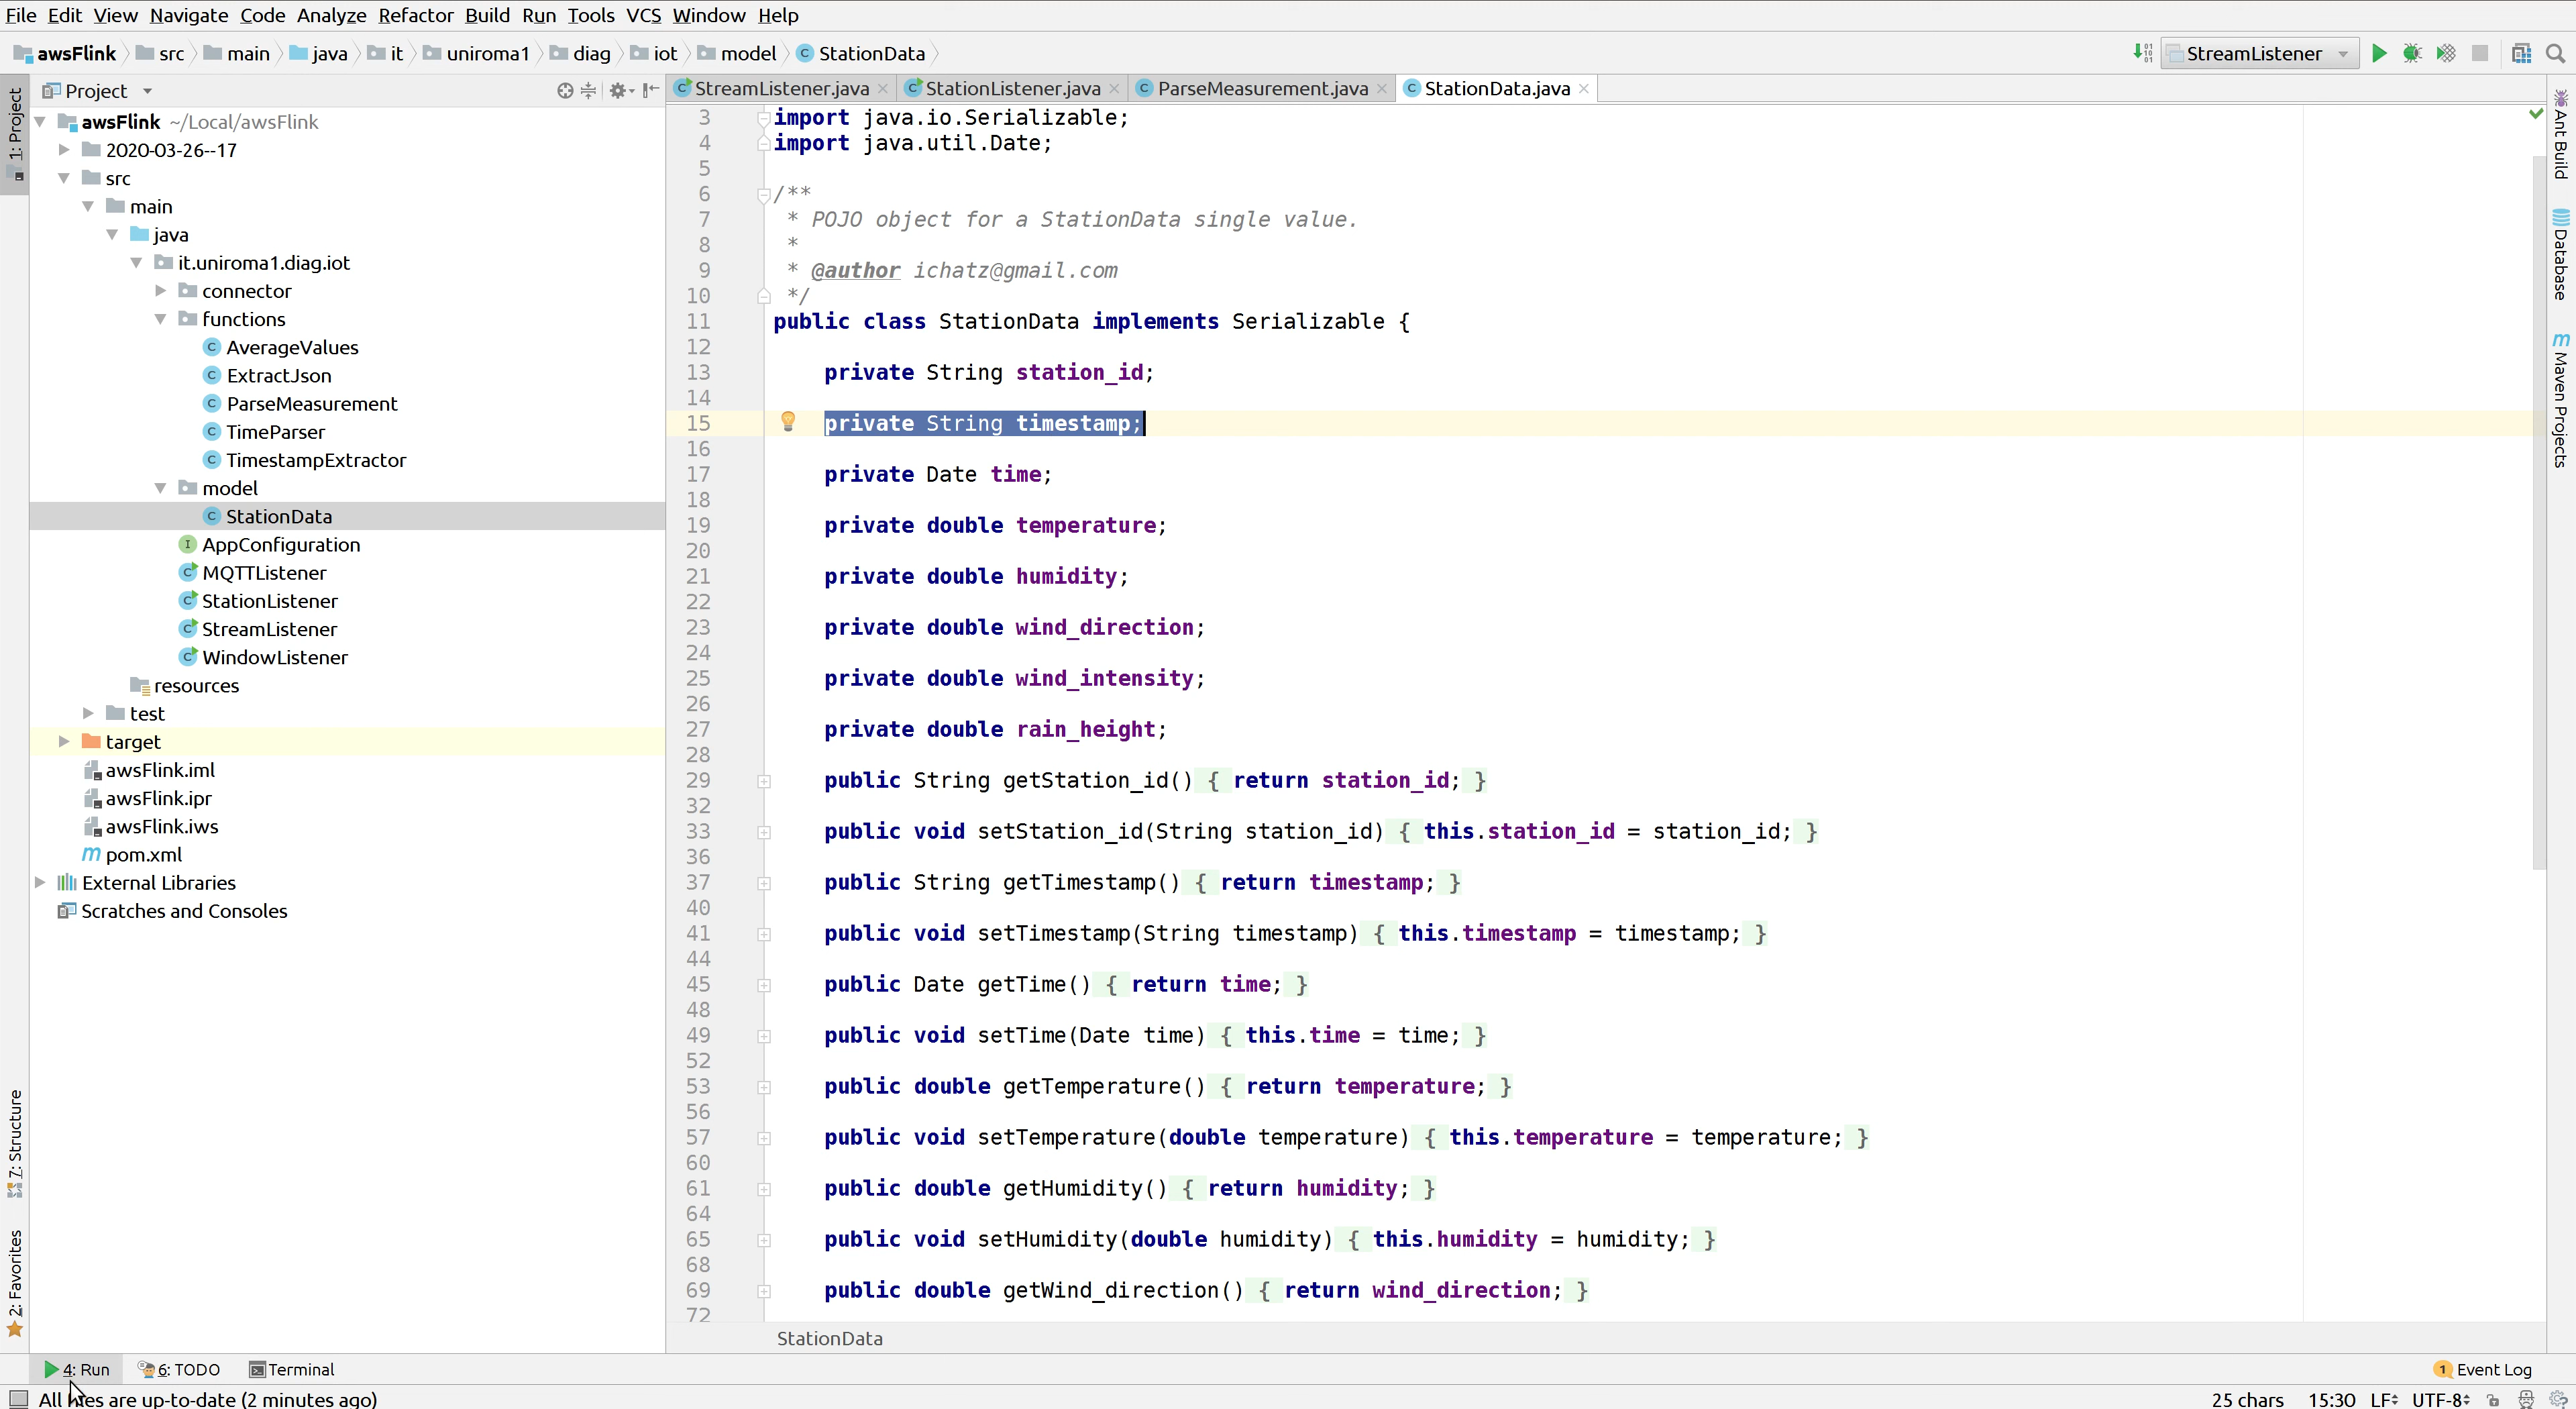 File Edit View Navigate Code Analyze Refactor Build Run Tools VCS Window Help
awsFlink src main java it uniroma1 diag iot model StationData
StreamListener
1: Project
Project
StreamListener.java StationListener.java ParseMeasurement.java StationData.java
awsFlink ~/Local/awsFlink
2020-03-26--17
src
main
java
it.uniroma1.diag.iot
connector
functions
AverageValues
ExtractJson
ParseMeasurement
TimeParser
TimestampExtractor
model
StationData
AppConfiguration
MQTTListener
StationListener
StreamListener
WindowListener
resources
test
target
awsFlink.iml
awsFlink.ipr
awsFlink.iws
pom.xml
External Libraries
Scratches and Consoles
7: Structure
2: Favorites
3 import java.io.Serializable;
4 import java.util.Date;
5
6 /**
7 * POJO object for a StationData single value.
8 *
9 * @author ichatz@gmail.com
10 */
11 public class StationData implements Serializable {
12
13 private String station_id;
14
15 private String timestamp;
16
17 private Date time;
18
19 private double temperature;
20
21 private double humidity;
22
23 private double wind_direction;
24
25 private double wind_intensity;
26
27 private double rain_height;
28
29 public String getStation_id() { return station_id; }
32
33 public void setStation_id(String station_id) { this.station_id = station_id; }
36
37 public String getTimestamp() { return timestamp; }
40
41 public void setTimestamp(String timestamp) { this.timestamp = timestamp; }
44
45 public Date getTime() { return time; }
48
49 public void setTime(Date time) { this.time = time; }
52
53 public double getTemperature() { return temperature; }
56
57 public void setTemperature(double temperature) { this.temperature = temperature; }
60
61 public double getHumidity() { return humidity; }
64
65 public void setHumidity(double humidity) { this.humidity = humidity; }
68
69 public double getWind_direction() { return wind_direction; }
72
StationData
Ant Build
Database
Maven Projects
4: Run 6: TODO Terminal
1 Event Log
All files are up-to-date (2 minutes ago)
25 chars 15:30 LF UTF-8